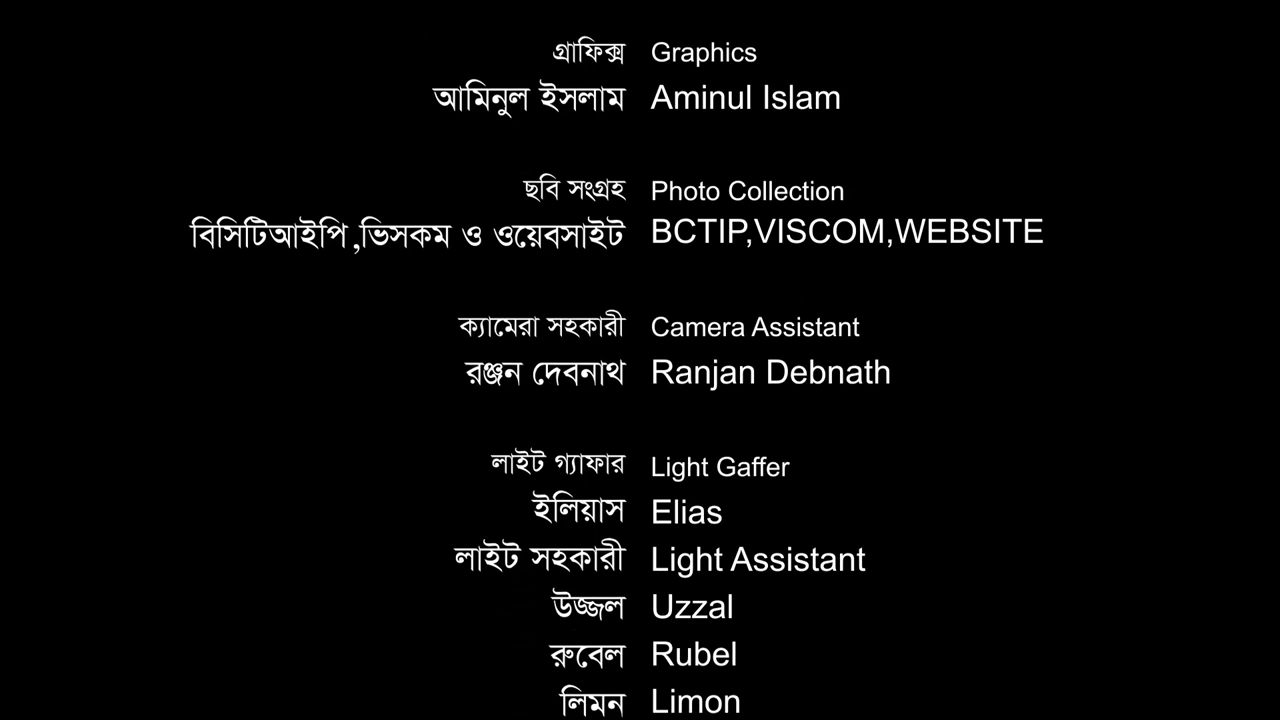 গ্রাফিক্স Graphics
আমিনুল ইসলাম Aminul Islam
ছবি সংগ্রহ Photo Collection
বিসিটিআইপি,ভিসকম ও ওয়েবসাইট BCTIP,VISCOM,WEBSITE
ক্যামেরা সহকারী Camera Assistant
রঞ্জন দেবনাথ Ranjan Debnath
লাইট গ্যাফার Light Gaffer
ইলিয়াস Elias
লাইট সহকারী Light Assistant
উজ্জল Uzzal
রুবেল Rubel
লিমন Limon